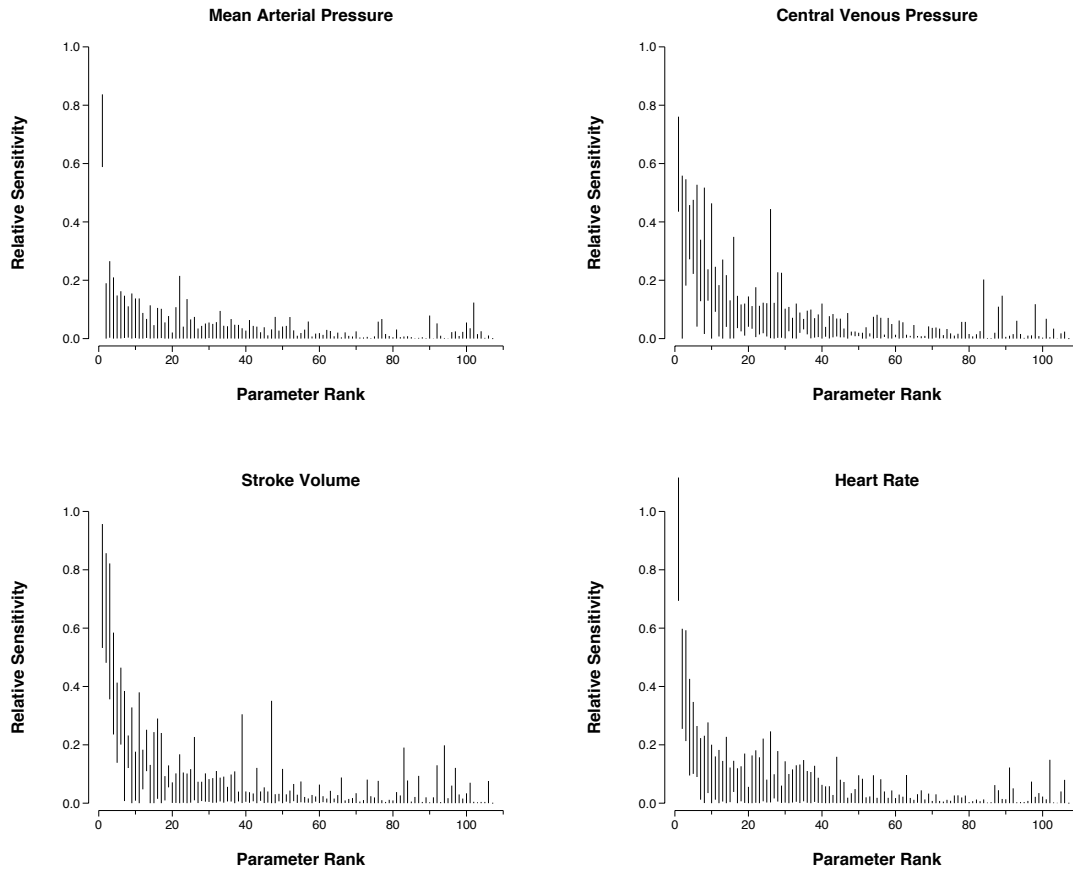 Mean Arterial Pressure
Relative Sensitivity
1.0
0.8
0.6
0.4
0.2
0.0
0 20 40 60 80 100
Parameter Rank
Central Venous Pressure
Relative Sensitivity
1.0
0.8
0.6
0.4
0.2
0.0
0 20 40 60 80 100
Parameter Rank
Stroke Volume
Relative Sensitivity
1.0
0.8
0.6
0.4
0.2
0.0
0 20 40 60 80 100
Parameter Rank
Heart Rate
Relative Sensitivity
1.0
0.8
0.6
0.4
0.2
0.0
0 20 40 60 80 100
Parameter Rank